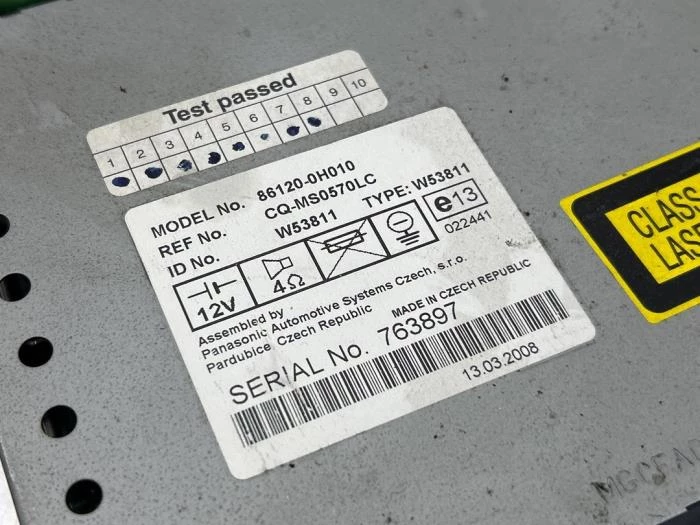 Test passed
1 2 3 4 5 6 7 8 9 10
MODEL No. 86120-0H010
REF No. CQ-MS0570LC
ID No. W53811 TYPE: W53811
12V 4Ω e13
022441
Assembled by
Panasonic Automotive Systems Czech, s.r.o.
Pardubice Czech Republic MADE IN CZECH REPUBLIC
SERIAL No. 763897
13.03.2008
CLASS
LAS